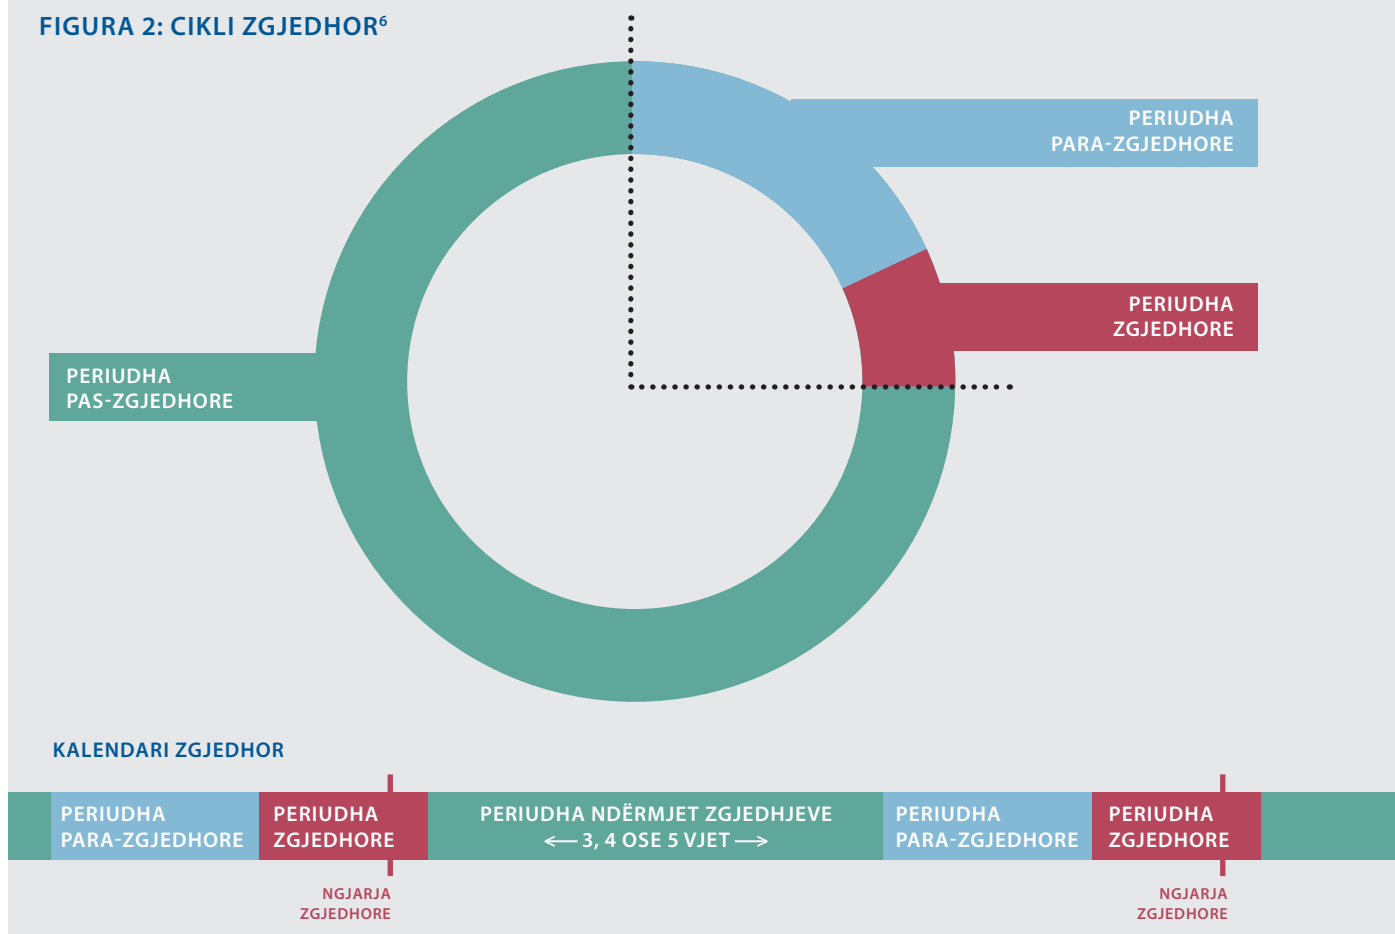 FIGURA 2: CIKLI ZGJEDHOR⁶
PERIUDHA
PARA-ZGJEDHORE
PERIUDHA
ZGJEDHORE
PERIUDHA
PAS-ZGJEDHORE
KALENDARI ZGJEDHOR
PERIUDHA
PARA-ZGJEDHORE
PERIUDHA
ZGJEDHORE
PERIUDHA NDËRMJET ZGJEDHJEVE
← 3, 4 OSE 5 VJET →
PERIUDHA
PARA-ZGJEDHORE
PERIUDHA
ZGJEDHORE
NGJARJA
ZGJEDHORE
NGJARJA
ZGJEDHORE